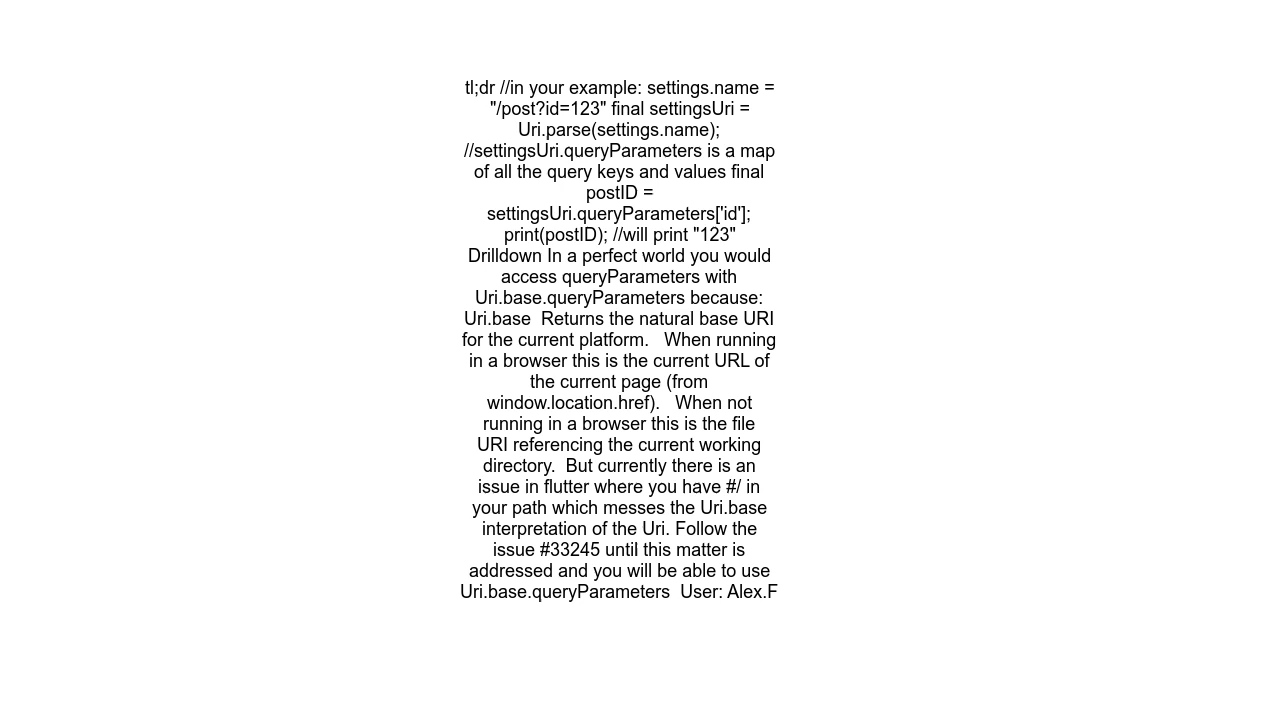 tl;dr //in your example: settings.name =
"/post?id=123" final settingsUri =
Uri.parse(settings.name);
//settingsUri.queryParameters is a map
of all the query keys and values final
postID =
settingsUri.queryParameters['id'];
print(postID); //will print "123"
Drilldown In a perfect world you would
access queryParameters with
Uri.base.queryParameters because:
Uri.base  Returns the natural base URI
for the current platform.   When running
in a browser this is the current URL of
the current page (from
window.location.href).   When not
running in a browser this is the file
URI referencing the current working
directory.  But currently there is an
issue in flutter where you have #/ in
your path which messes the Uri.base
interpretation of the Uri. Follow the
issue #33245 until this matter is
addressed and you will be able to use
Uri.base.queryParameters  User: Alex.F